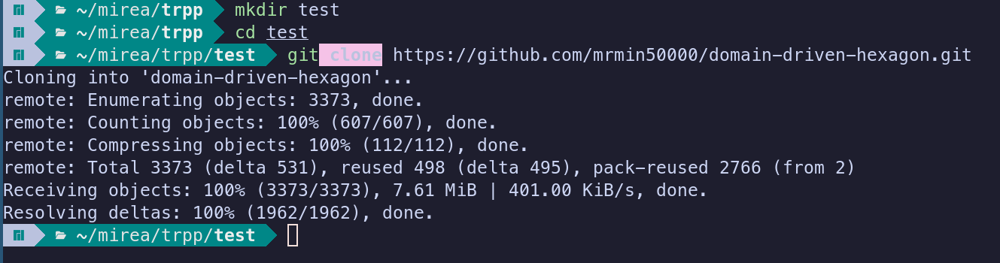 ~/mirea/trpp mkdir test
~/mirea/trpp cd test
~/mirea/trpp/test git clone https://github.com/mrmin50000/domain-driven-hexagon.git
Cloning into 'domain-driven-hexagon'...
remote: Enumerating objects: 3373, done.
remote: Counting objects: 100% (607/607), done.
remote: Compressing objects: 100% (112/112), done.
remote: Total 3373 (delta 531), reused 498 (delta 495), pack-reused 2766 (from 2)
Receiving objects: 100% (3373/3373), 7.61 MiB | 401.00 KiB/s, done.
Resolving deltas: 100% (1962/1962), done.
~/mirea/trpp/test